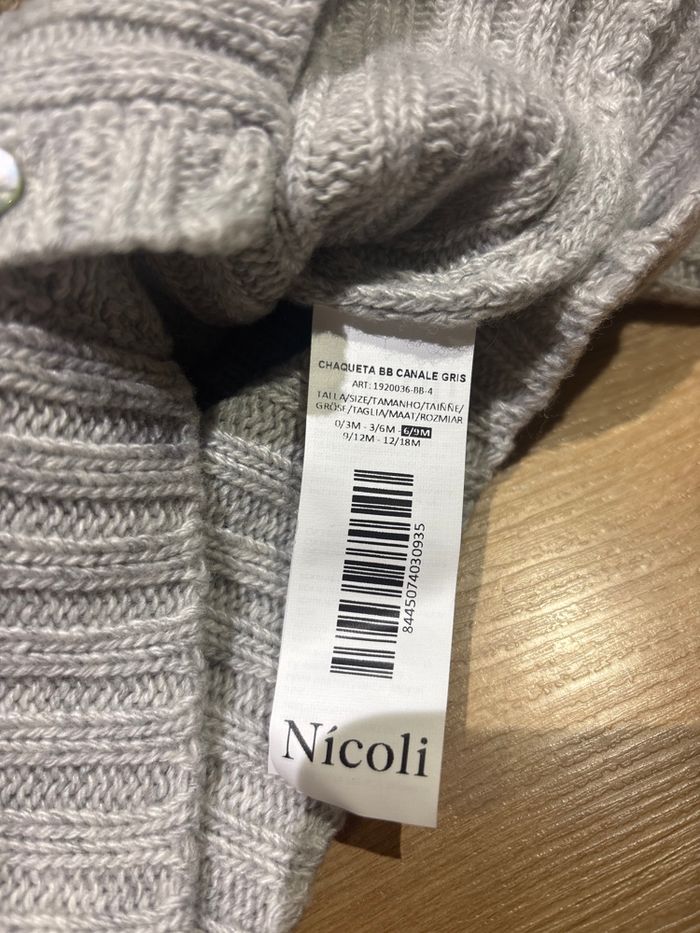 CHAQUETA BB CANALE GRIS
ART: 1920036-BB-4
TALLA/SIZE/TAMANHO/TAIÑÑE/
GRÖSE/TAGLIA/MAAT/ROZMIAR
0/3M - 3/6M - 6/9M
9/12M - 12/18M
8445074030935
Nícoli